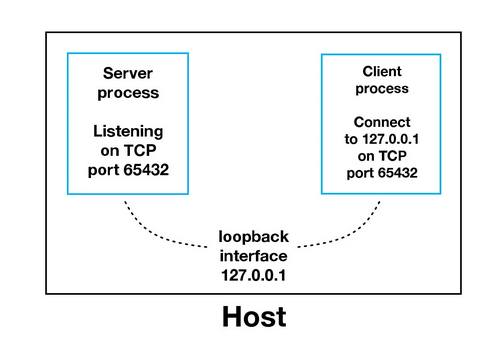 Server
process
Listening
on TCP
port 65432
Client
process
Connect
to 127.0.0.1
on TCP
port 65432
loopback
interface
127.0.0.1
Host